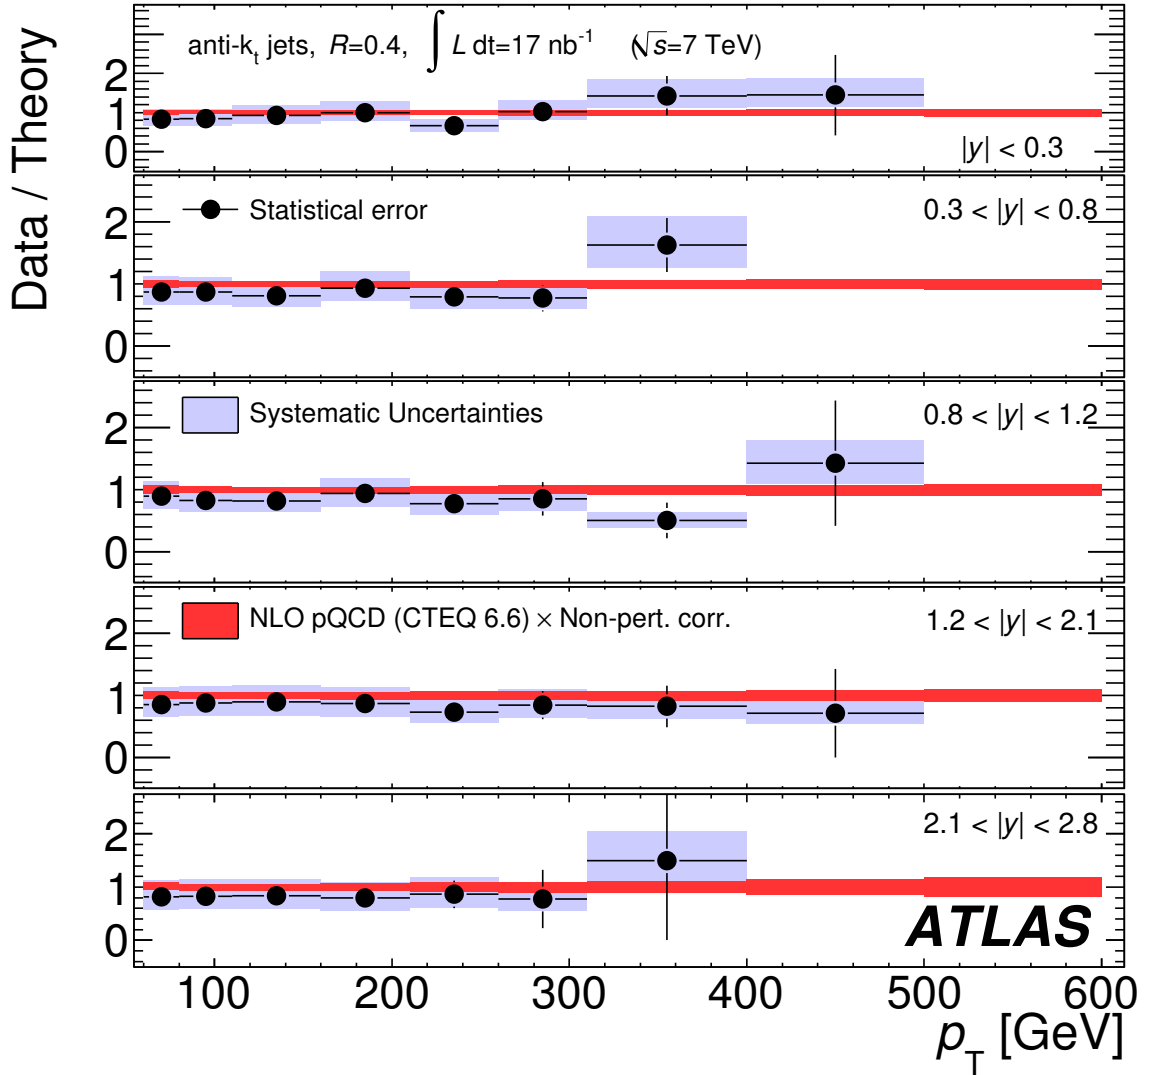 Data / Theory
anti-k_t jets, R=0.4, ∫ L dt=17 nb⁻¹ (√s=7 TeV)
2
1
0
|y| < 0.3
Statistical error
0.3 < |y| < 0.8
2
1
0
Systematic Uncertainties
0.8 < |y| < 1.2
2
1
0
NLO pQCD (CTEQ 6.6) × Non-pert. corr.
1.2 < |y| < 2.1
2
1
0
2.1 < |y| < 2.8
2
1
0
ATLAS
100 200 300 400 500 600
p_T [GeV]